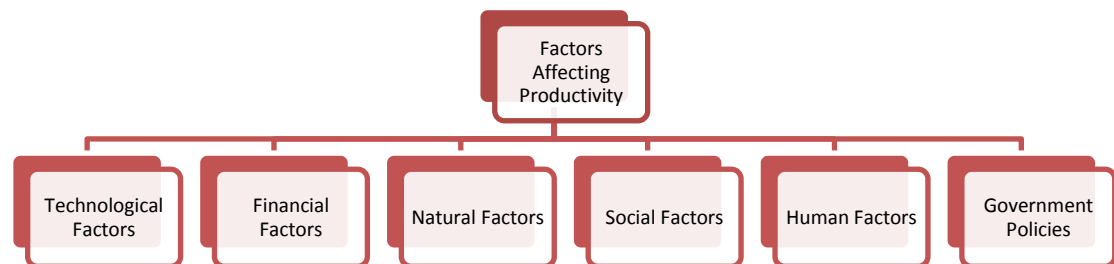 Factors
Affecting
Productivity
Technological
Factors
Financial
Factors
Natural Factors
Social Factors
Human Factors
Government
Policies